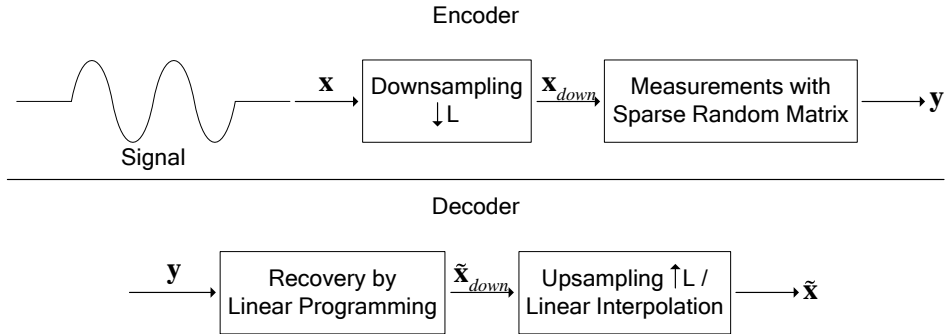 Encoder
x
Downsampling
↓L
x_down
Measurements with
Sparse Random Matrix
y
Signal
Decoder
y
Recovery by
Linear Programming
x̃_down
Upsampling ↑L /
Linear Interpolation
x̃